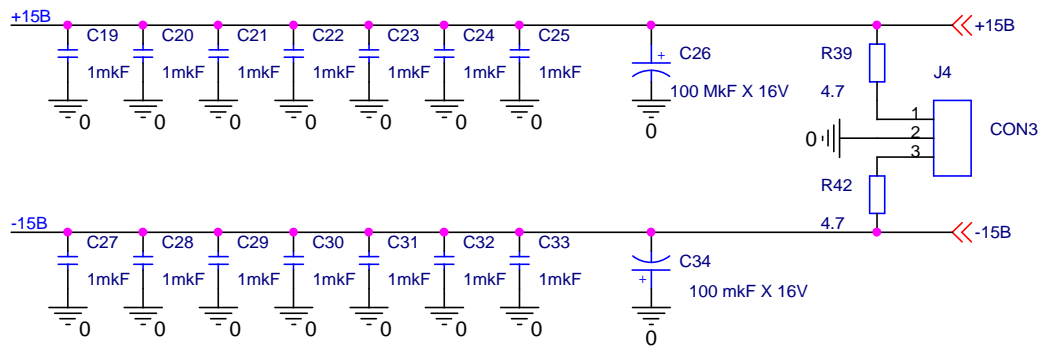 +15B
C19 C20 C21 C22 C23 C24 C25 C26
+
1mkF 1mkF 1mkF 1mkF 1mkF 1mkF 1mkF
100 MkF X 16V
0 0 0 0 0 0 0 0
+15B
R39
4.7
J4
1
0 2
3
CON3
R42
4.7
-15B
C27 C28 C29 C30 C31 C32 C33
C34
1mkF 1mkF 1mkF 1mkF 1mkF 1mkF 1mkF
+
100 mkF X 16V
0 0 0 0 0 0 0 0
-15B